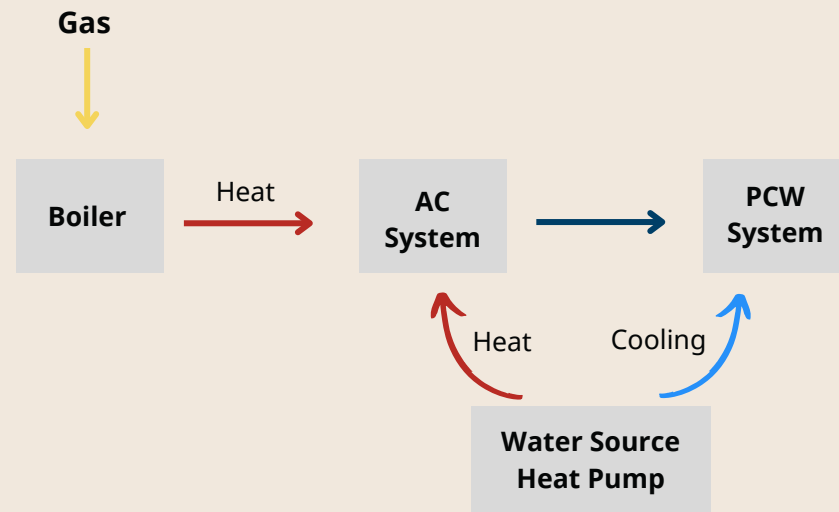 Gas
Boiler
Heat
AC
System
PCW
System
Heat
Cooling
Water Source
Heat Pump